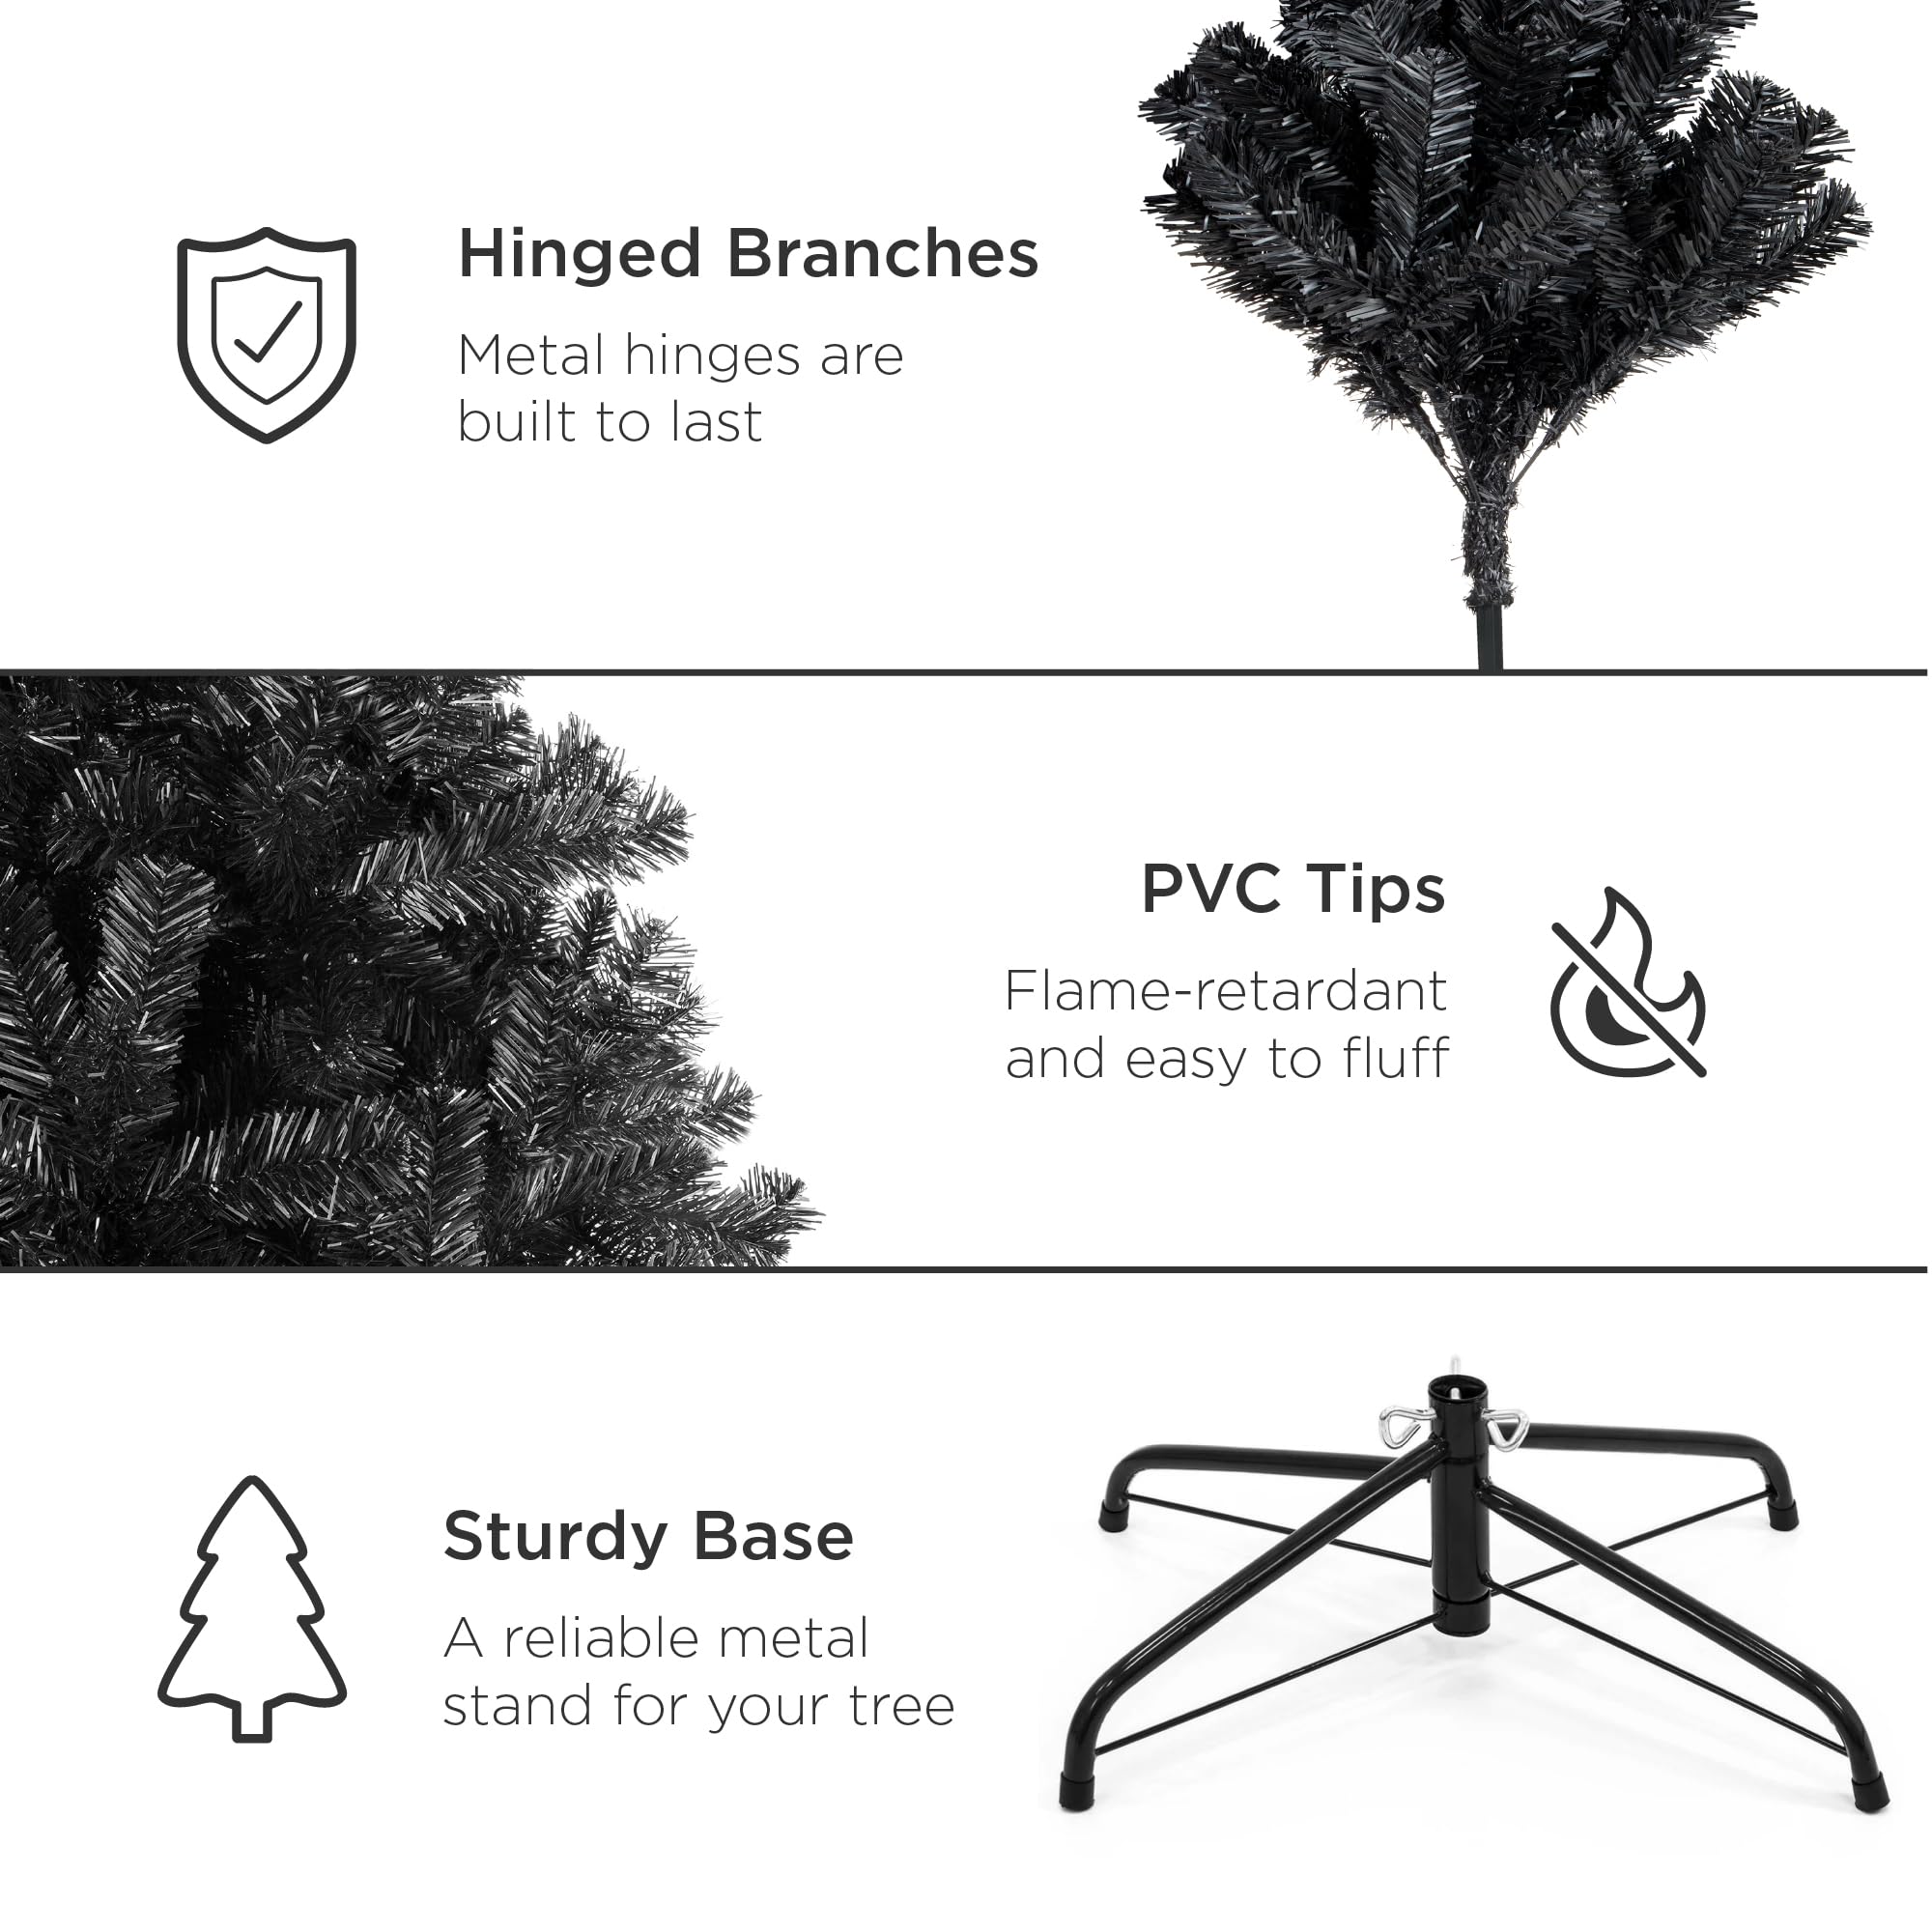 Hinged Branches
Metal hinges are
built to last
PVC Tips
Flame-retardant
and easy to fluff
Sturdy Base
A reliable metal
stand for your tree